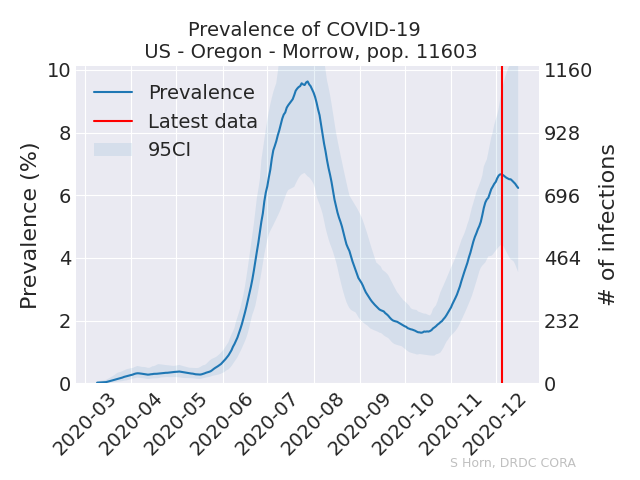 Prevalence of COVID-19
US - Oregon - Morrow, pop. 11603
Prevalence
Latest data
95CI
Prevalence (%)
10
8
6
4
2
0
1160
928
696
464
232
0
# of infections
2020-03
2020-04
2020-05
2020-06
2020-07
2020-08
2020-09
2020-10
2020-11
2020-12
S Horn, DRDC CORA